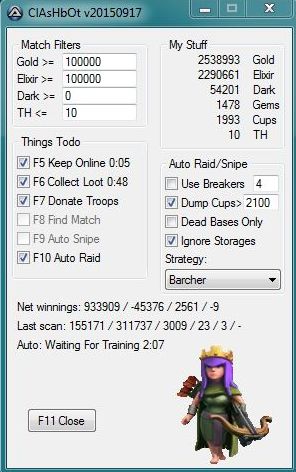 ClAsHbOt v20150917
Match Filters
Gold >= 100000
Elixir >= 100000
Dark >= 0
TH <= 10
My Stuff
2538993 Gold
2290661 Elixir
54201 Dark
1478 Gems
1993 Cups
10 TH
Things Todo
F5 Keep Online 0:05
F6 Collect Loot 0:48
F7 Donate Troops
F8 Find Match
F9 Auto Snipe
F10 Auto Raid
Auto Raid/Snipe
Use Breakers 4
Dump Cups> 2100
Dead Bases Only
Ignore Storages
Strategy:
Barcher
Net winnings: 933909 / -45376 / 2561 / -9
Last scan: 155171 / 311737 / 3009 / 23 / 3 / -
Auto: Waiting For Training 2:07
F11 Close